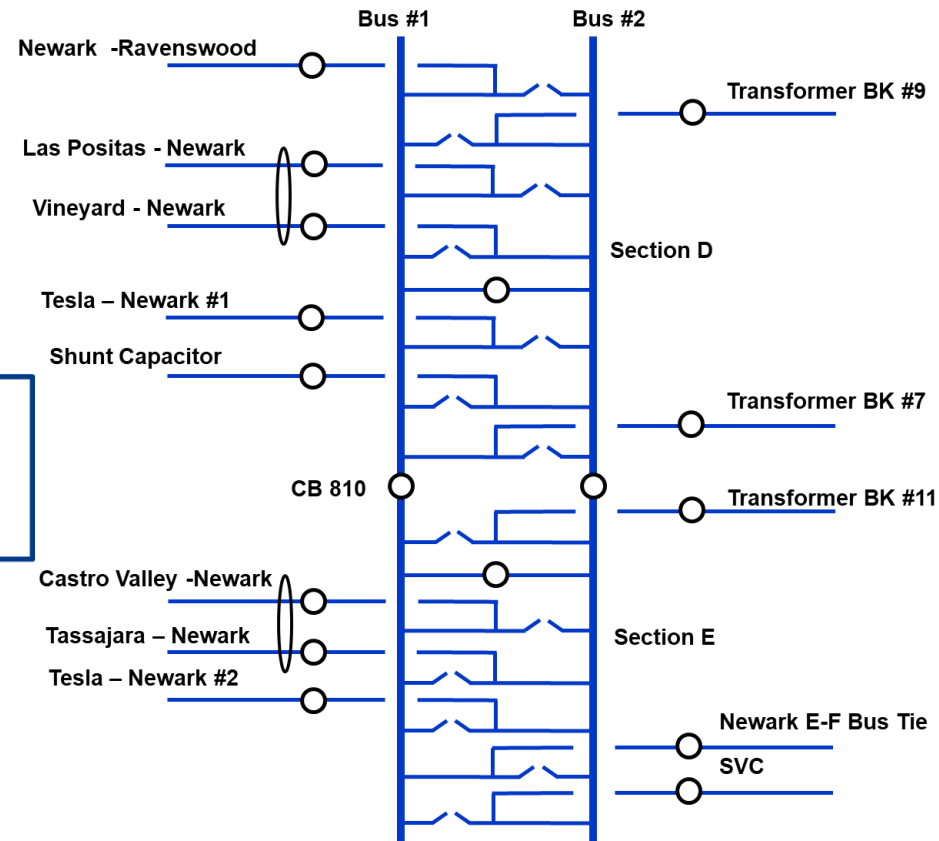 Bus #1
Bus #2
Newark -Ravenswood
Transformer BK #9
Las Positas - Newark
Vineyard - Newark
Section D
Tesla – Newark #1
Shunt Capacitor
Transformer BK #7
CB 810
Transformer BK #11
Castro Valley -Newark
Tassajara – Newark
Section E
Tesla – Newark #2
Newark E-F Bus Tie
SVC